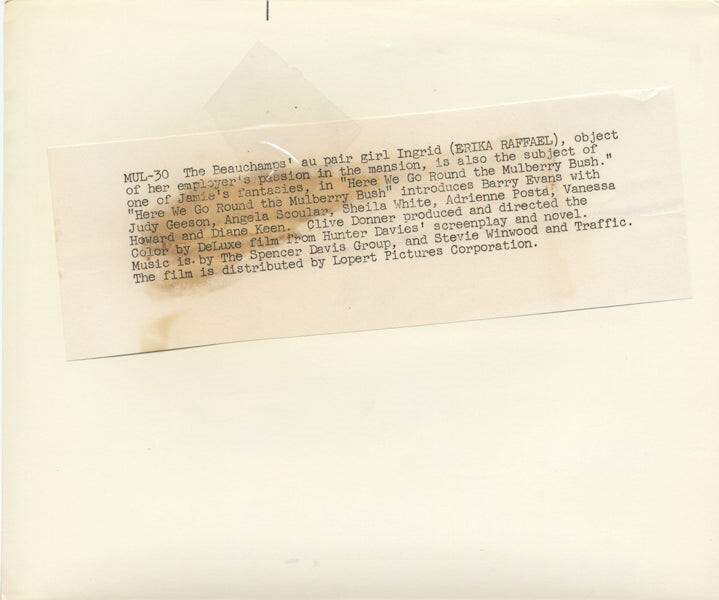 MUL-30 The Beauchamps' au pair girl Ingrid (ERIKA RAFFAEL), object
of her employer's passion in the mansion, is also the subject of
one of Jamie's fantasies, in "Here We Go Round the Mulberry Bush."
"Here We Go Round the Mulberry Bush" introduces Barry Evans with
Judy Geeson, Angela Scoular, Sheila White, Adrienne Posta, Vanessa
Howard and Diane Keen. Clive Donner produced and directed the
Color by DeLuxe film from Hunter Davies' screenplay and novel.
Music is by The Spencer Davis Group, and Stevie Winwood and Traffic.
The film is distributed by Lopert Pictures Corporation.